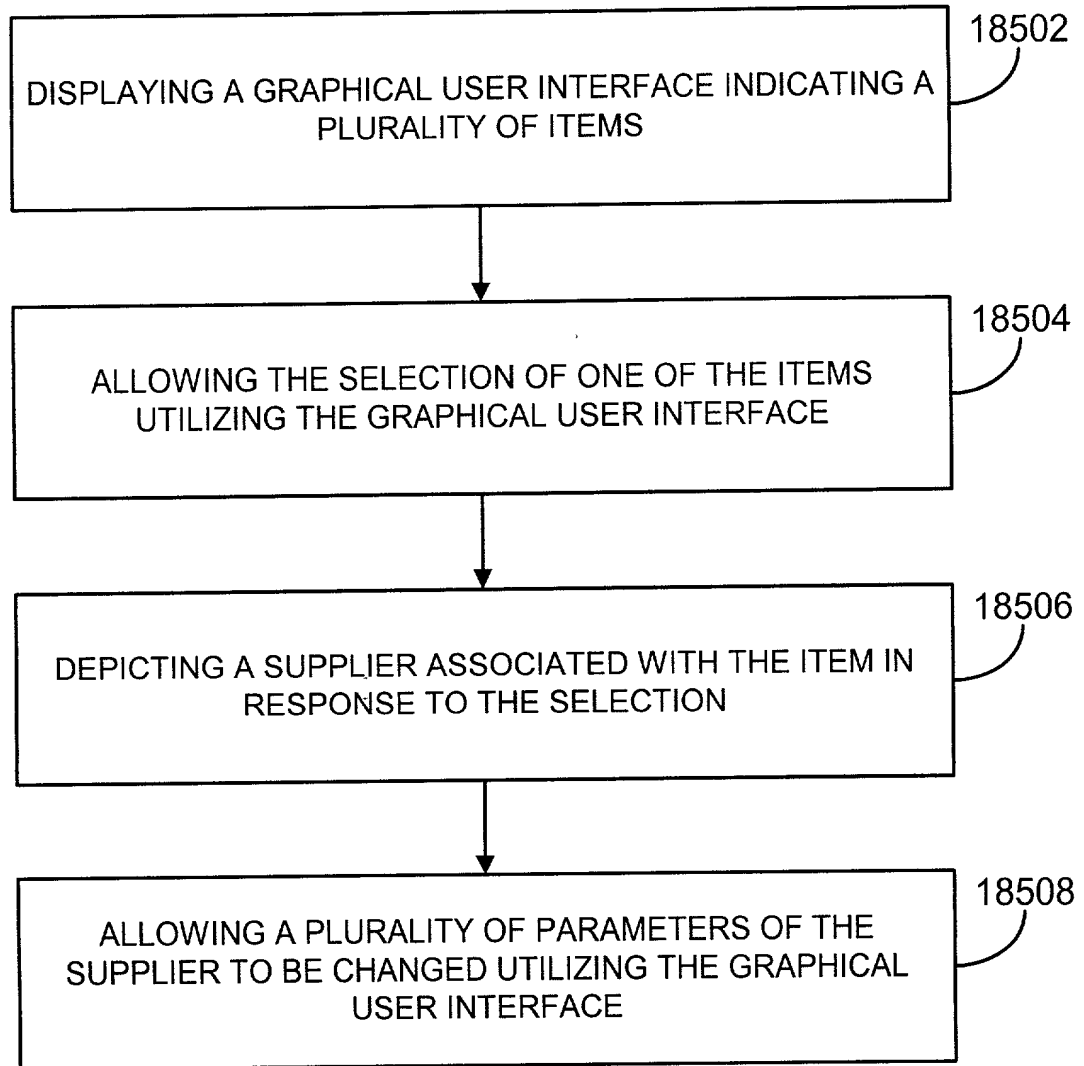 18502
DISPLAYING A GRAPHICAL USER INTERFACE INDICATING A
PLURALITY OF ITEMS
18504
ALLOWING THE SELECTION OF ONE OF THE ITEMS
UTILIZING THE GRAPHICAL USER INTERFACE
18506
DEPICTING A SUPPLIER ASSOCIATED WITH THE ITEM IN
RESPONSE TO THE SELECTION
18508
ALLOWING A PLURALITY OF PARAMETERS OF THE
SUPPLIER TO BE CHANGED UTILIZING THE GRAPHICAL
USER INTERFACE